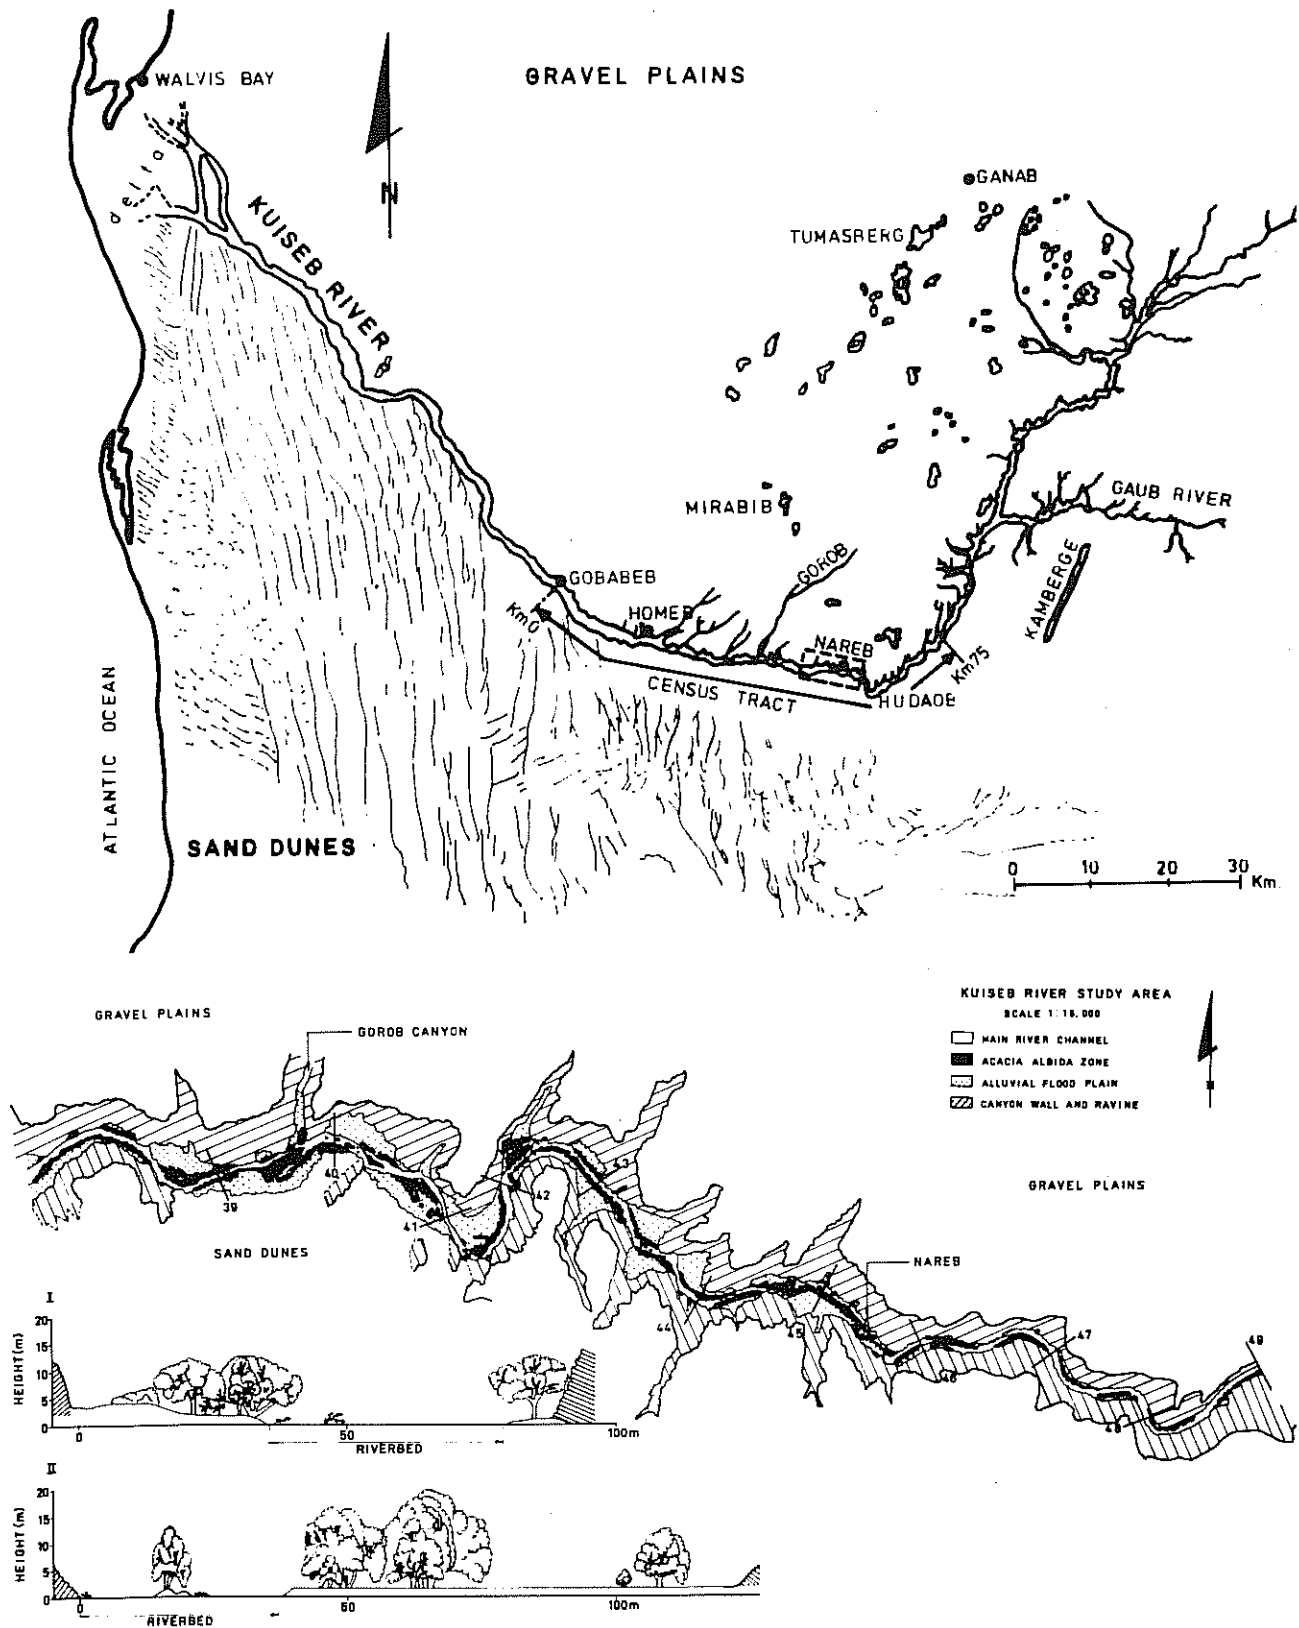 WALVIS BAY
GRAVEL PLAINS
N
delta
KUISEB RIVER
GANAB
TUMASBERG
MIRABIB
GAUB RIVER
KAMBERGE
GOROB
GOBABEB
Km 0
HOMEB
NAREB
Km 75
CENSUS TRACT
HUDAOB
ATLANTIC OCEAN
SAND DUNES
0 10 20 30 Km.
KUISEB RIVER STUDY AREA
GRAVEL PLAINS
SCALE 1:15,000
GOROB CANYON
MAIN RIVER CHANNEL
ACACIA ALBIDA ZONE
ALLUVIAL FLOOD PLAIN
CANYON WALL AND RAVINE
39
40
41
42
43
GRAVEL PLAINS
SAND DUNES
NAREB
44
45
46
47
48
49
I
HEIGHT (m)
20
15
10
5
0
0 50 100m
RIVERBED
II
HEIGHT (m)
20
15
10
5
0
0 50 100m
RIVERBED